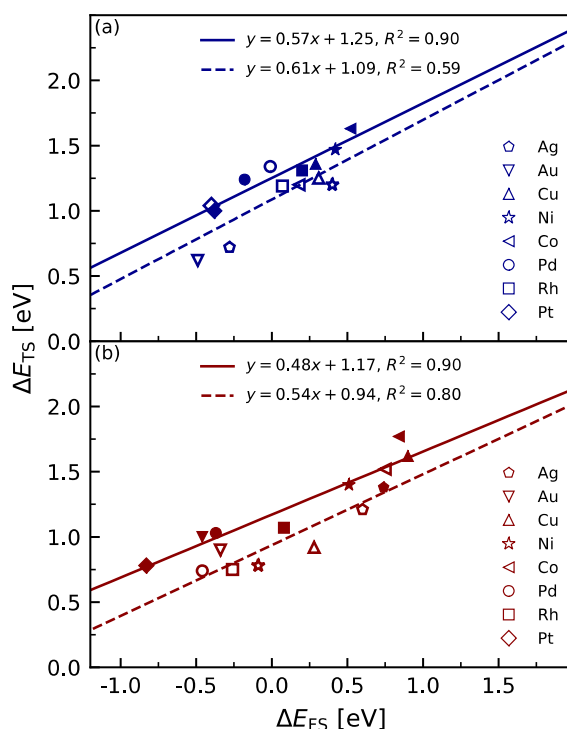 (a)
y = 0.57x + 1.25, R² = 0.90
y = 0.61x + 1.09, R² = 0.59
2.5
2.0
1.5
1.0
0.5
0.0
Ag
Au
Cu
Ni
Co
Pd
Rh
Pt
ΔE_TS [eV]
(b)
y = 0.48x + 1.17, R² = 0.90
y = 0.54x + 0.94, R² = 0.80
2.0
1.5
1.0
0.5
0.0
Ag
Au
Cu
Ni
Co
Pd
Rh
Pt
-1.0 -0.5 0.0 0.5 1.0 1.5
ΔE_FS [eV]